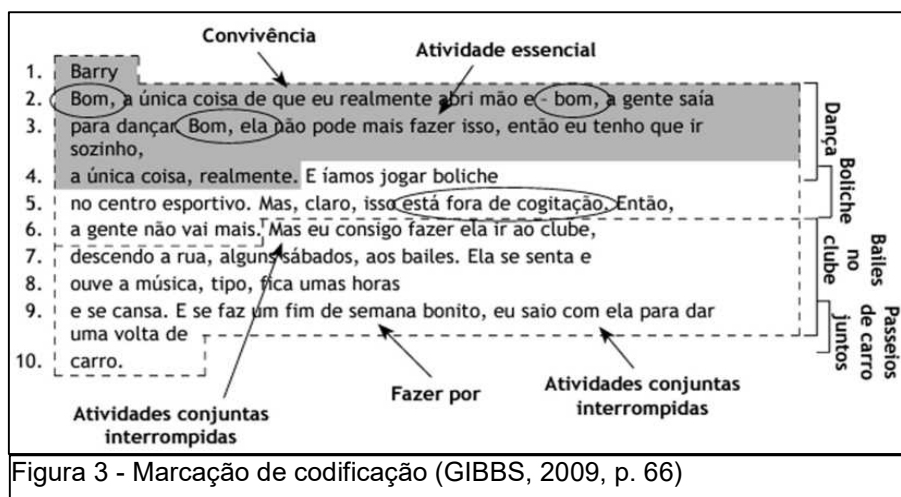 Convivência
Atividade essencial
1. Barry
2. Bom, a única coisa de que eu realmente abri mão e - bom, a gente saía
3. para dançar. Bom, ela não pode mais fazer isso, então eu tenho que ir
sozinho,
4. a única coisa, realmente. E íamos jogar boliche
5. no centro esportivo. Mas, claro, isso está fora de cogitação. Então,
6. a gente não vai mais. Mas eu consigo fazer ela ir ao clube,
7. descendo a rua, alguns sábados, aos bailes. Ela se senta e
8. ouve a música, tipo, fica umas horas
9. e se cansa. E se faz um fim de semana bonito, eu saio com ela para dar
uma volta de
10. carro.
Dança
Boliche
Bailes
no
clube
Passeios
de carro
juntos
Atividades conjuntas
interrompidas
Fazer por
Atividades conjuntas
interrompidas
Figura 3 - Marcação de codificação (GIBBS, 2009, p. 66)